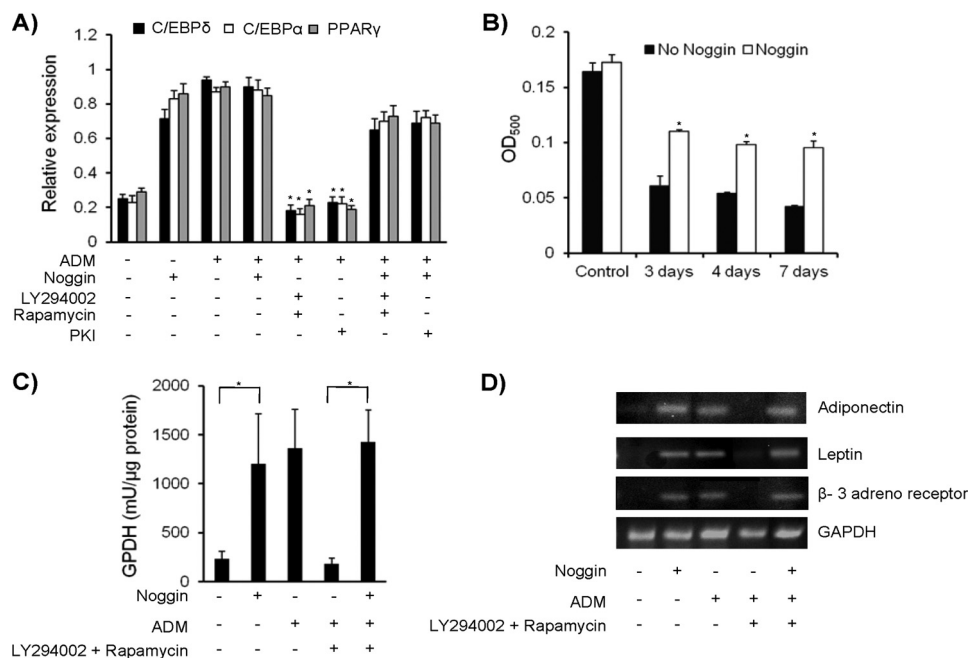 A)
C/EBPδ C/EBPα PPARγ
Relative expression
1.2
1
0.8
0.6
0.4
0.2
0
* * * * * *
ADM - - + + + + + +
Noggin - + - + - - + +
LY294002 - - - - + - + -
Rapamycin - - - - + - + -
PKI - - - - - + - +
B)
No Noggin Noggin
OD500
0.2
0.15
0.1
0.05
0
* * *
Control 3 days 4 days 7 days
C)
GPDH (mU/µg protein)
2000
1500
1000
500
0
* *
Noggin - + - - +
ADM - - + + +
LY294002 + Rapamycin - - - + +
D)
Adiponectin
Leptin
β- 3 adreno receptor
GAPDH
Noggin - + - - +
ADM - - + + +
LY294002 + Rapamycin - - - + +